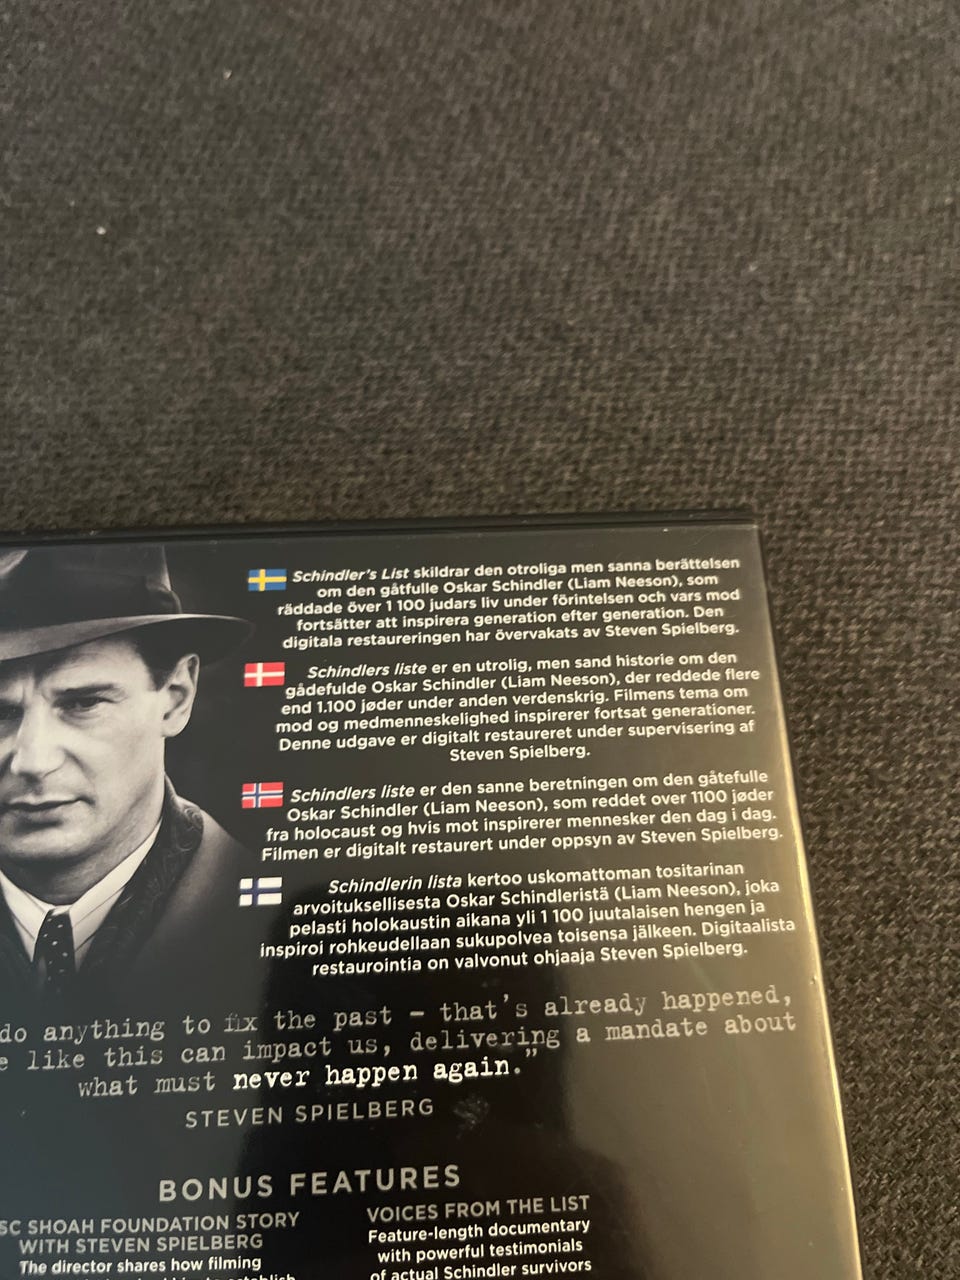 Schindler's List skildrar den otroliga men sanna berättelsen
om den gåtfulle Oskar Schindler (Liam Neeson), som
räddade över 1 100 judars liv under förintelsen och vars mod
fortsätter att inspirera generation efter generation. Den
digitala restaureringen har övervakats av Steven Spielberg.
Schindlers liste er en utrolig, men sand historie om den
gådefulde Oskar Schindler (Liam Neeson), der reddede flere
end 1.100 jøder under anden verdenskrig. Filmens tema om
mod og medmenneskelighed inspirerer fortsat generationer.
Denne udgave er digitalt restaureret under supervisering af
Steven Spielberg.
Schindlers liste er den sanne beretningen om den gåtefulle
Oskar Schindler (Liam Neeson), som reddet over 1100 jøder
fra holocaust og hvis mot inspirerer mennesker den dag i dag.
Filmen er digitalt restaurert under oppsyn av Steven Spielberg.
Schindlerin lista kertoo uskomattoman tositarinan
arvoituksellisesta Oskar Schindleristä (Liam Neeson), joka
pelasti holokaustin aikana yli 1 100 juutalaisen hengen ja
inspiroi rohkeudellaan sukupolvea toisensa jälkeen. Digitaalista
restaurointia on valvonut ohjaaja Steven Spielberg.
do anything to fix the past – that's already happened,
like this can impact us, delivering a mandate about
what must never happen again."
STEVEN SPIELBERG
BONUS FEATURES
SC SHOAH FOUNDATION STORY
WITH STEVEN SPIELBERG
The director shares how filming
VOICES FROM THE LIST
Feature-length documentary
with powerful testimonials
of actual Schindler survivors